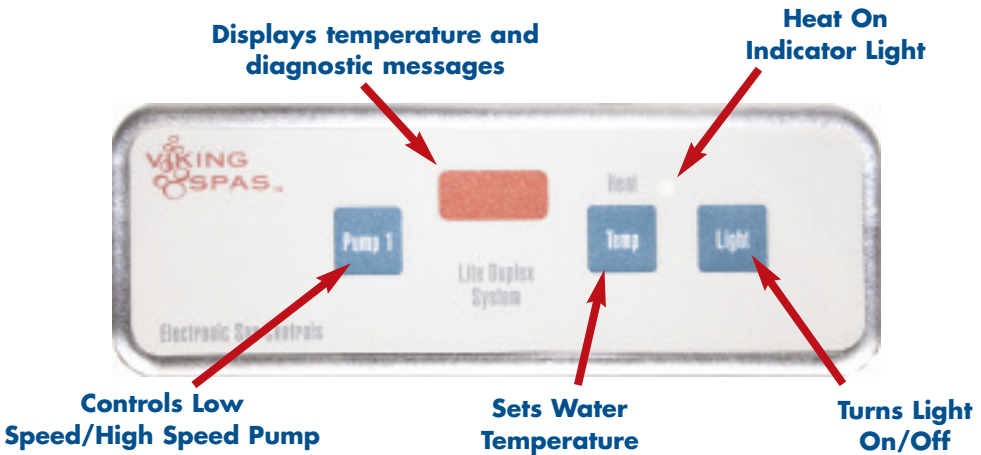 Heat On
Indicator Light
Displays temperature and
diagnostic messages
VIKING
SPAS™
Heat
Pump 1
Temp
Light
Lite Duplex
System
Electronic Spa Controls
Controls Low
Speed/High Speed Pump
Sets Water
Temperature
Turns Light
On/Off